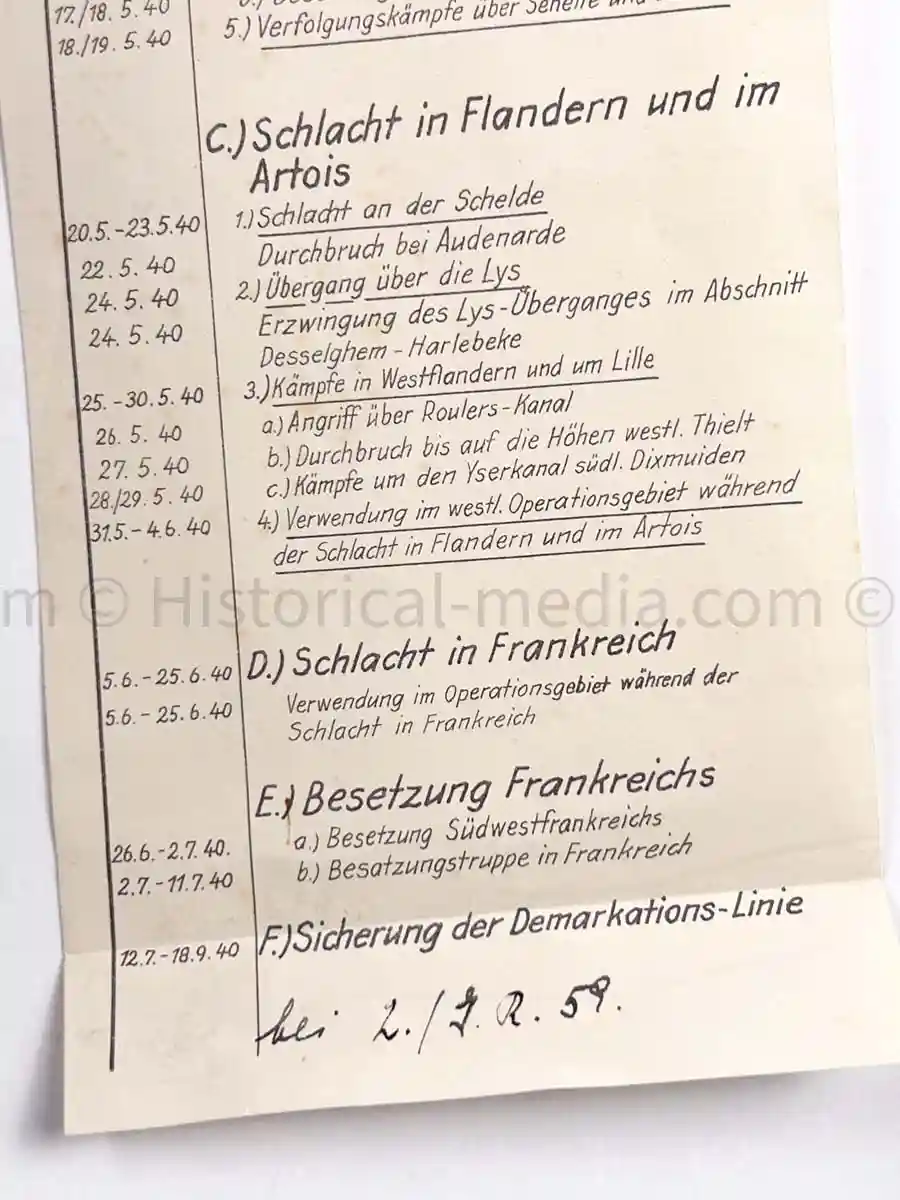 17./18. 5. 40
18./19. 5. 40 5.) Verfolgungskämpfe über
C.) Schlacht in Flandern und im
Artois
20.5.-23.5.40 1.) Schlacht an der Schelde
22. 5. 40 Durchbruch bei Audenarde
24. 5. 40 2.) Übergang über die Lys
24. 5. 40 Erzwingung des Lys-Überganges im Abschnitt
Desselghem - Harlebeke
25. - 30. 5. 40 3.) Kämpfe in Westflandern und um Lille
26. 5. 40 a.) Angriff über Roulers-Kanal
27. 5. 40 b.) Durchbruch bis auf die Höhen westl. Thielt
28./29. 5. 40 c.) Kämpfe um den Yserkanal südl. Dixmuiden
31.5. - 4.6. 40 4.) Verwendung im westl. Operationsgebiet während
der Schlacht in Flandern und im Artois
m © Historical-media.com ©
5.6. - 25.6.40 D.) Schlacht in Frankreich
5.6. - 25.6.40 Verwendung im Operationsgebiet während der
Schlacht in Frankreich
E.) Besetzung Frankreichs
26.6. - 2.7. 40. a.) Besetzung Südwestfrankreichs
2.7. - 11.7. 40 b.) Besatzungstruppe in Frankreich
12.7. - 18.9. 40 F.) Sicherung der Demarkations-Linie
bei 2./J.R. 59.